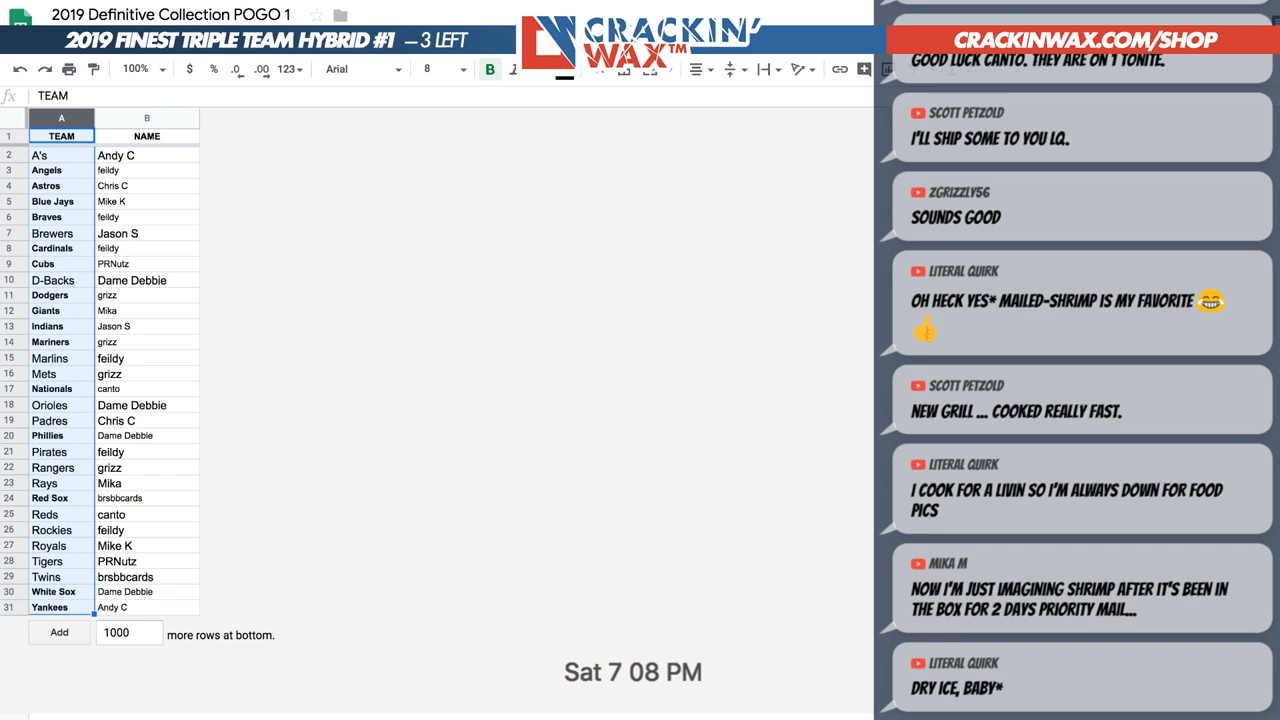 2019 Definitive Collection POGO 1
2019 FINEST TRIPLE TEAM HYBRID #1 – 3 LEFT
CRACKIN' WAX™
CRACKINWAX.COM/SHOP
100% $ % .0 .00 123 Arial 8 B
fx TEAM
A B
1 TEAM NAME
2 A's Andy C
3 Angels feildy
4 Astros Chris C
5 Blue Jays Mike K
6 Braves feildy
7 Brewers Jason S
8 Cardinals feildy
9 Cubs PRNutz
10 D-Backs Dame Debbie
11 Dodgers grizz
12 Giants Mika
13 Indians Jason S
14 Mariners grizz
15 Marlins feildy
16 Mets grizz
17 Nationals canto
18 Orioles Dame Debbie
19 Padres Chris C
20 Phillies Dame Debbie
21 Pirates feildy
22 Rangers grizz
23 Rays Mika
24 Red Sox brsbbcards
25 Reds canto
26 Rockies feildy
27 Royals Mike K
28 Tigers PRNutz
29 Twins brsbbcards
30 White Sox Dame Debbie
31 Yankees Andy C
Add 1000 more rows at bottom.
Sat 7 08 PM
GOOD LUCK CANTO. THEY ARE ON 1 TONITE.
SCOTT PETZOLD
I'LL SHIP SOME TO YOU LQ.
ZGRIZZLY56
SOUNDS GOOD
LITERAL QUIRK
OH HECK YES* MAILED-SHRIMP IS MY FAVORITE 😂
👍
SCOTT PETZOLD
NEW GRILL ... COOKED REALLY FAST.
LITERAL QUIRK
I COOK FOR A LIVIN SO I'M ALWAYS DOWN FOR FOOD
PICS
MIKA M
NOW I'M JUST IMAGINING SHRIMP AFTER IT'S BEEN IN
THE BOX FOR 2 DAYS PRIORITY MAIL...
LITERAL QUIRK
DRY ICE, BABY*